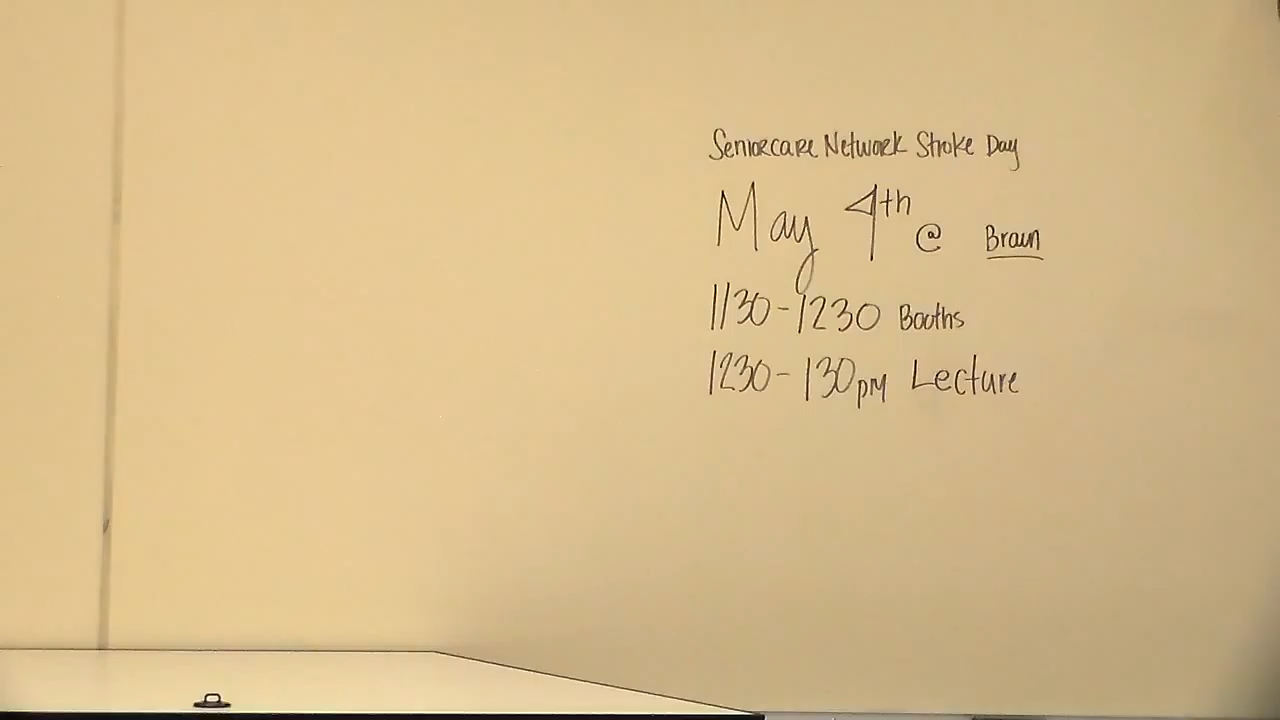 Seniorcare Network Stroke Day
May 4th @ Braun
1130-1230 Booths
1230-130pm Lecture